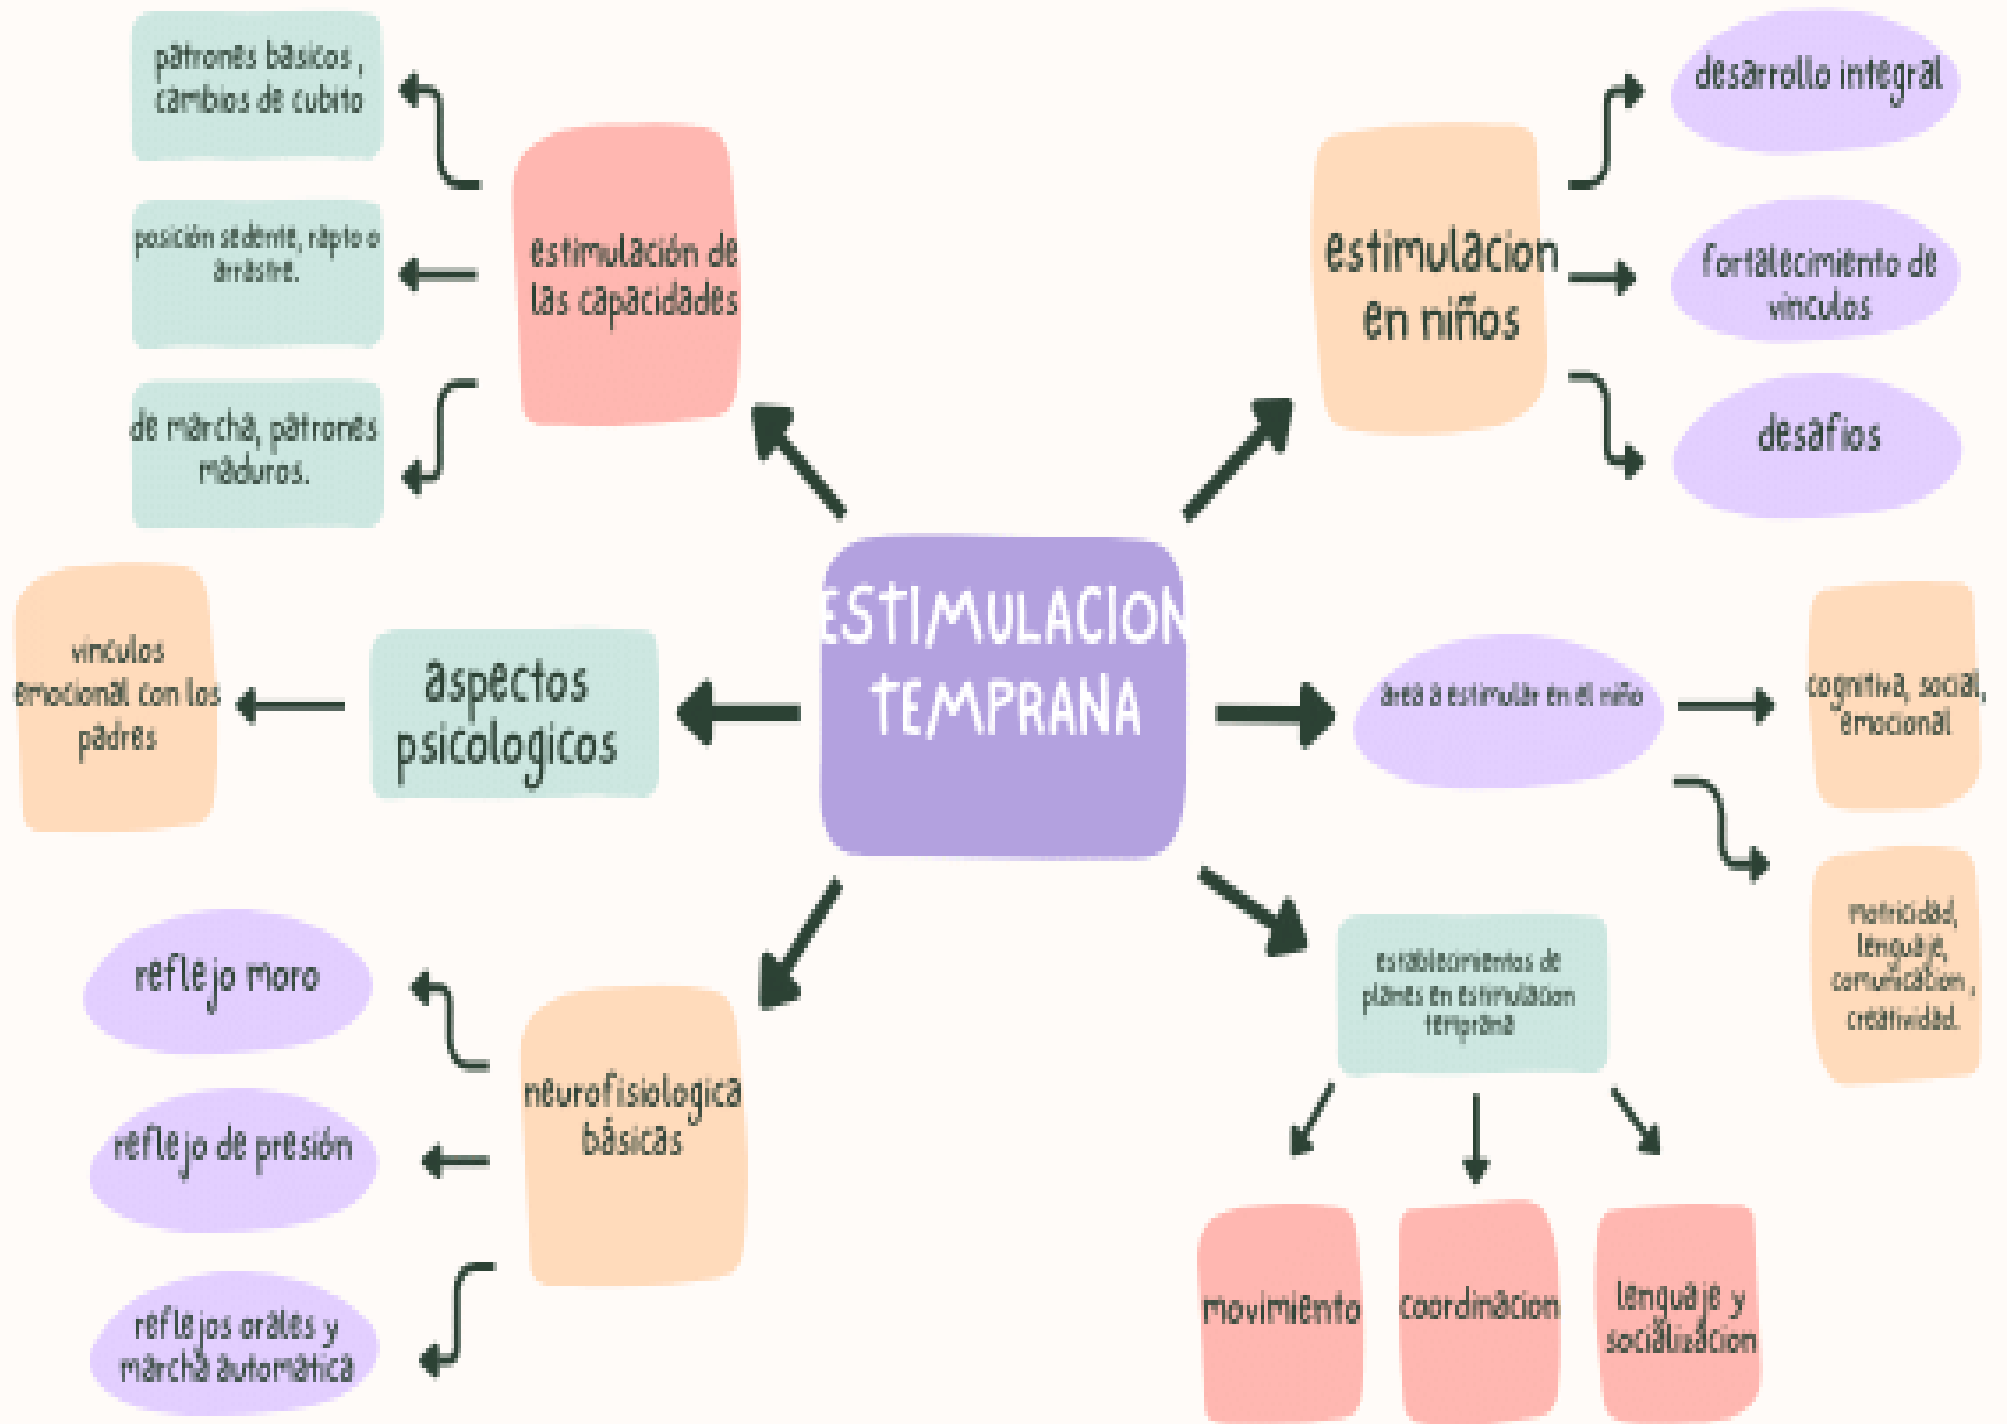 patrones básicos ,
cambios de cubito
posición sedente, rapto o
arrastre.
de marcha, patrones
maduros.
estimulación de
las capacidades
estimulacion
en niños
desarrollo integral
fortalecimiento de
vinculos
desafios
ESTIMULACION
TEMPRANA
vinculos
emocional con los
padres
aspectos
psicologicos
area a estimular en el niño
cognitiva, social,
emocional
motricidad,
lenguaje,
comunicacion ,
creatividad.
reflejo moro
reflejo de presión
reflejos orales y
marcha automatica
neurofisiologica
básicas
establecimientos de
planes en estimulacion
temprana
movimiento
coordinacion
lenguaje y
socializacion